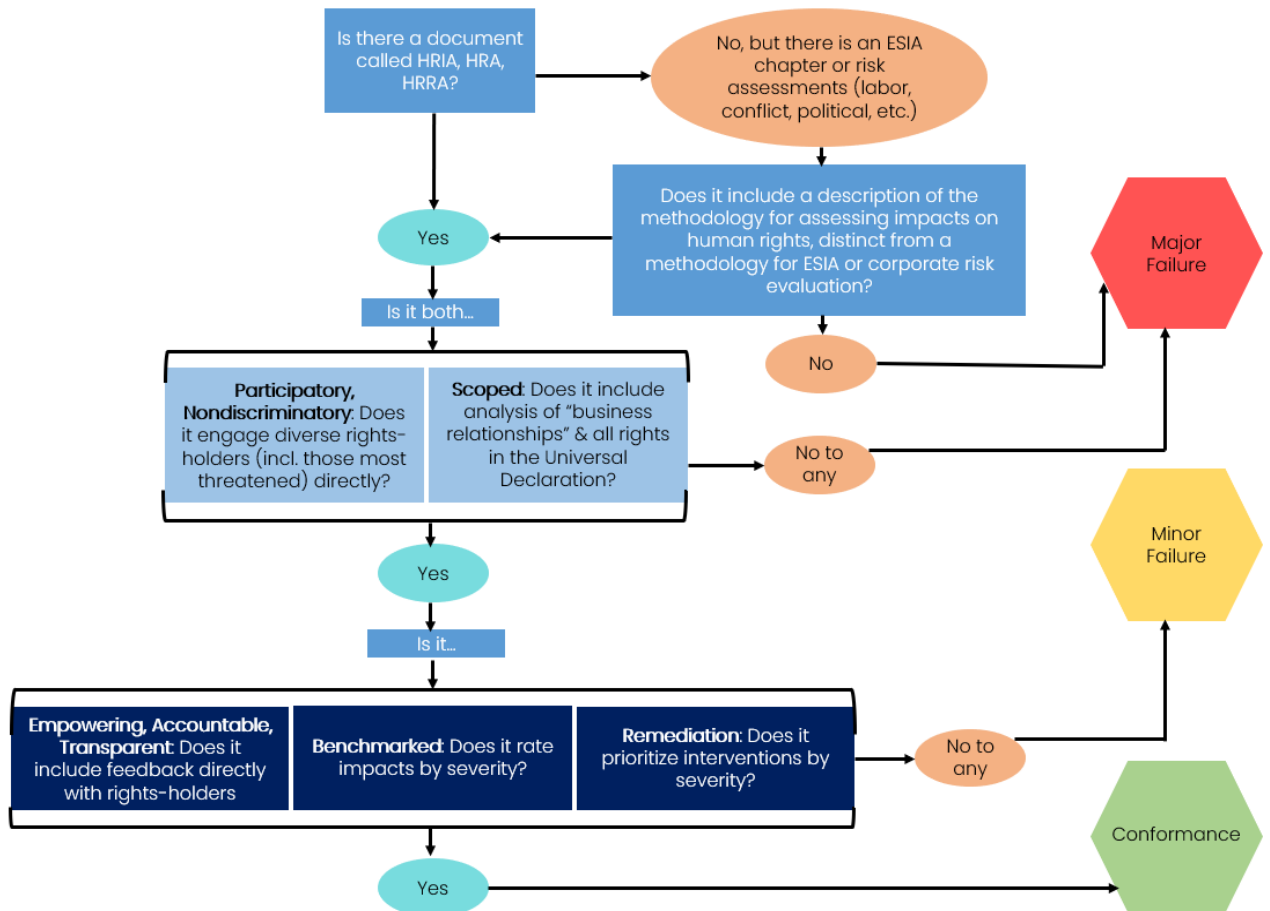 Is there a document
called HRIA, HRA,
HRRA?
No, but there is an ESIA
chapter or risk
assessments (labor,
conflict, political, etc.)
Does it include a description of the
methodology for assessing impacts on
human rights, distinct from a
methodology for ESIA or corporate risk
evaluation?
Yes
Major
Failure
Is it both…
No
Participatory,
Nondiscriminatory: Does
it engage diverse rights-
holders (incl. those most
threatened) directly?
Scoped: Does it include
analysis of “business
relationships” & all rights
in the Universal
Declaration?
No to
any
Minor
Failure
Yes
Is it…
Empowering, Accountable,
Transparent: Does it
include feedback directly
with rights-holders
Benchmarked: Does it rate
impacts by severity?
Remediation: Does it
prioritize interventions by
severity?
No to
any
Conformance
Yes